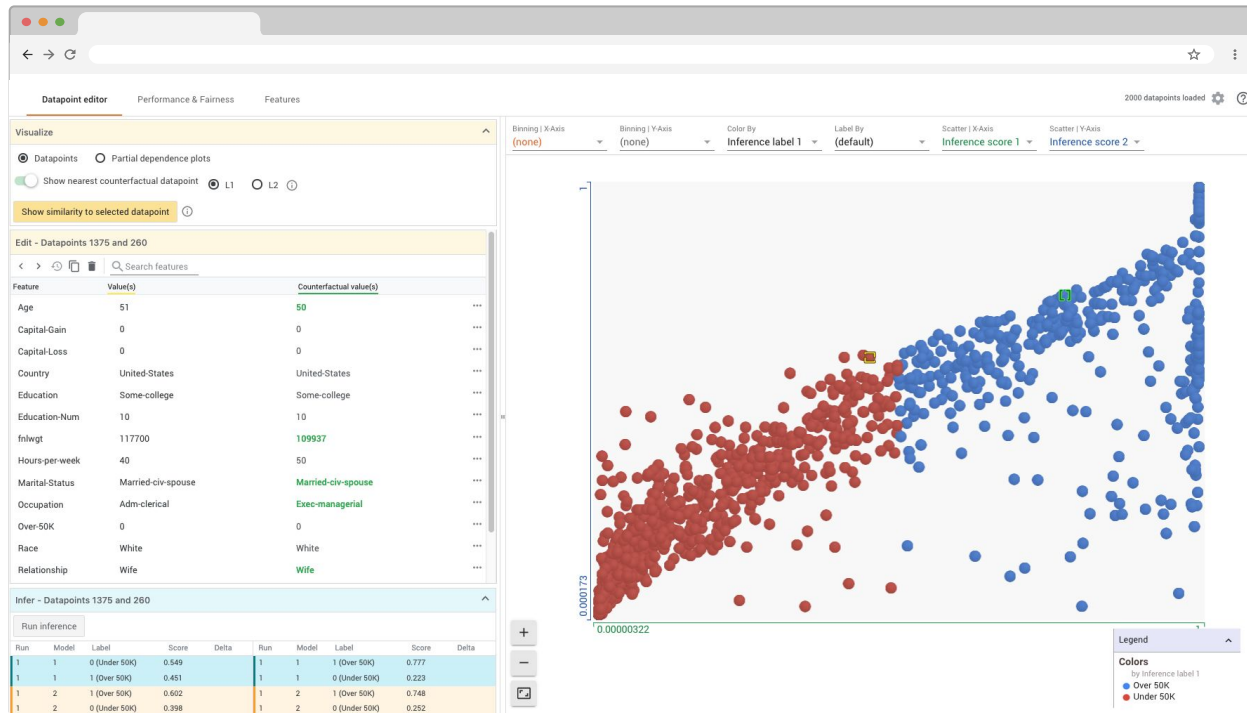 Datapoint editor Performance & Fairness Features 2000 datapoints loaded
Visualize
Datapoints Partial dependence plots
Show nearest counterfactual datapoint L1 L2
Show similarity to selected datapoint
Edit - Datapoints 1375 and 260
Search features
Feature Value(s) Counterfactual value(s)
Age 51 50
Capital-Gain 0 0
Capital-Loss 0 0
Country United-States United-States
Education Some-college Some-college
Education-Num 10 10
fnlwgt 117700 109937
Hours-per-week 40 50
Marital-Status Married-civ-spouse Married-civ-spouse
Occupation Adm-clerical Exec-managerial
Over-50K 0 0
Race White White
Relationship Wife Wife
Infer - Datapoints 1375 and 260
Run inference
Run Model Label Score Delta Run Model Label Score Delta
1 1 0 (Under 50K) 0.549 1 1 1 (Over 50K) 0.777
1 1 1 (Over 50K) 0.451 1 1 0 (Under 50K) 0.223
1 2 1 (Over 50K) 0.602 1 2 1 (Over 50K) 0.748
1 2 0 (Under 50K) 0.398 1 2 0 (Under 50K) 0.252
Binning | X-Axis Binning | Y-Axis Color By Label By Scatter | X-Axis Scatter | Y-Axis
(none) (none) Inference label 1 (default) Inference score 1 Inference score 2
1
0.000173
0.00000322 1
Legend
Colors
by Inference label 1
Over 50K
Under 50K